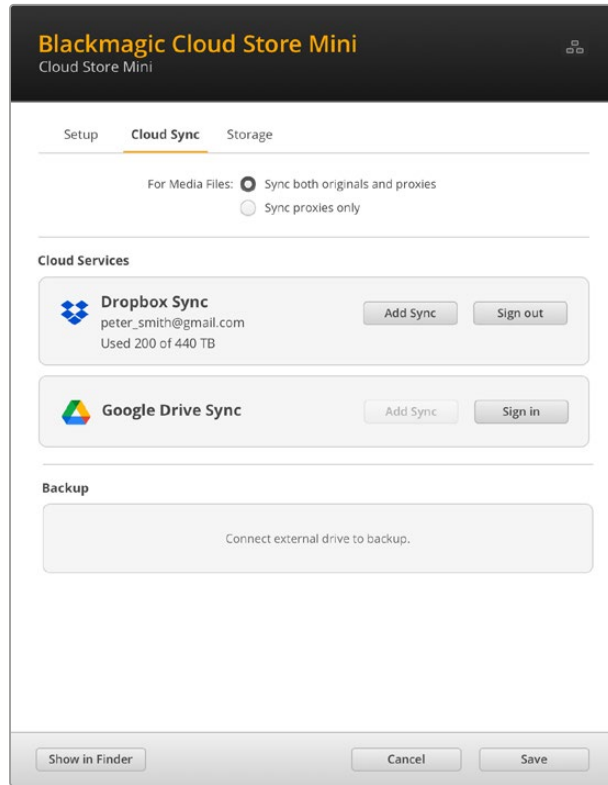 Blackmagic Cloud Store Mini
Cloud Store Mini
Setup Cloud Sync Storage
For Media Files: Sync both originals and proxies
Sync proxies only
Cloud Services
Dropbox Sync
peter_smith@gmail.com
Used 200 of 440 TB
Add Sync Sign out
Google Drive Sync Add Sync Sign in
Backup
Connect external drive to backup.
Show in Finder Cancel Save